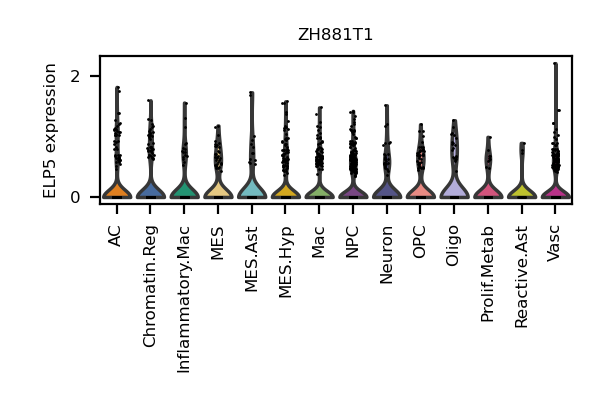 ZH881T1
ELP5 expression
2
0
AC
Chromatin.Reg
Inflammatory.Mac
MES
MES.Ast
MES.Hyp
Mac
NPC
Neuron
OPC
Oligo
Prolif.Metab
Reactive.Ast
Vasc